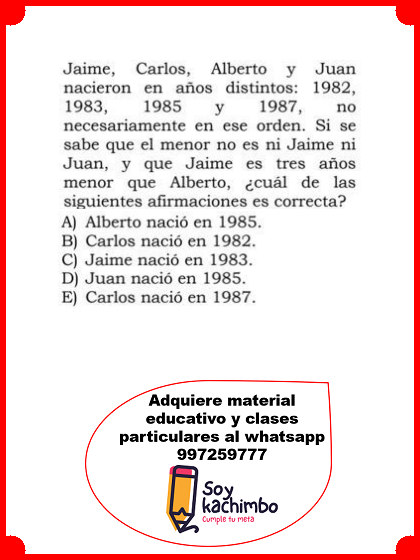 Jaime, Carlos, Alberto y Juan
nacieron en años distintos: 1982,
1983, 1985 y 1987, no
necesariamente en ese orden. Si se
sabe que el menor no es ni Jaime ni
Juan, y que Jaime es tres años
menor que Alberto, ¿cuál de las
siguientes afirmaciones es correcta?
A) Alberto nació en 1985.
B) Carlos nació en 1982.
C) Jaime nació en 1983.
D) Juan nació en 1985.
E) Carlos nació en 1987.
Adquiere material
educativo y clases
particulares al whatsapp
997259777
Soy
kachimbo
Cumple tu meta